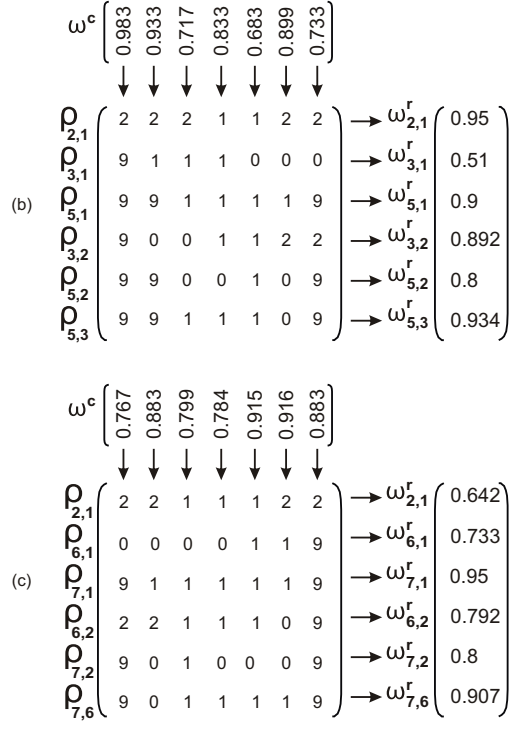 ω^c 0.983 0.933 0.717 0.833 0.683 0.899 0.733
ρ_2,1 2 2 2 1 1 2 2 ω^r_2,1 0.95
ρ_3,1 9 1 1 1 0 0 0 ω^r_3,1 0.51
(b)
ρ_5,1 9 9 1 1 1 1 9 ω^r_5,1 0.9
ρ_3,2 9 0 0 1 1 2 2 ω^r_3,2 0.892
ρ_5,2 9 9 0 0 1 0 9 ω^r_5,2 0.8
ρ_5,3 9 9 1 1 1 0 9 ω^r_5,3 0.934
ω^c 0.767 0.883 0.799 0.784 0.915 0.916 0.883
ρ_2,1 2 2 1 1 1 2 2 ω^r_2,1 0.642
ρ_6,1 0 0 0 0 1 1 9 ω^r_6,1 0.733
(c)
ρ_7,1 9 1 1 1 1 1 9 ω^r_7,1 0.95
ρ_6,2 2 2 1 1 1 0 9 ω^r_6,2 0.792
ρ_7,2 9 0 1 0 0 0 9 ω^r_7,2 0.8
ρ_7,6 9 0 1 1 1 1 9 ω^r_7,6 0.907